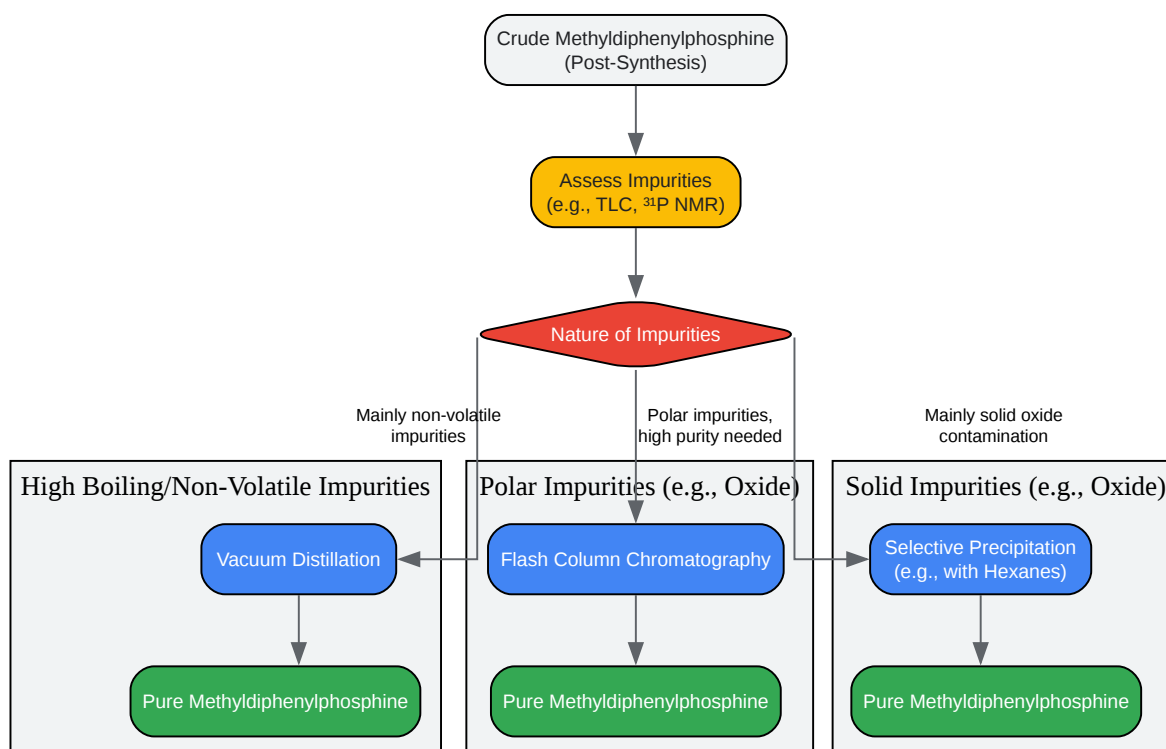 Crude Methyldiphenylphosphine
(Post-Synthesis)
Assess Impurities
(e.g., TLC, ³¹P NMR)
Nature of Impurities
Mainly non-volatile
impurities
Polar impurities,
high purity needed
Mainly solid oxide
contamination
High Boiling/Non-Volatile Impurities
Polar Impurities (e.g., Oxide)
Solid Impurities (e.g., Oxide)
Vacuum Distillation
Flash Column Chromatography
Selective Precipitation
(e.g., with Hexanes)
Pure Methyldiphenylphosphine
Pure Methyldiphenylphosphine
Pure Methyldiphenylphosphine